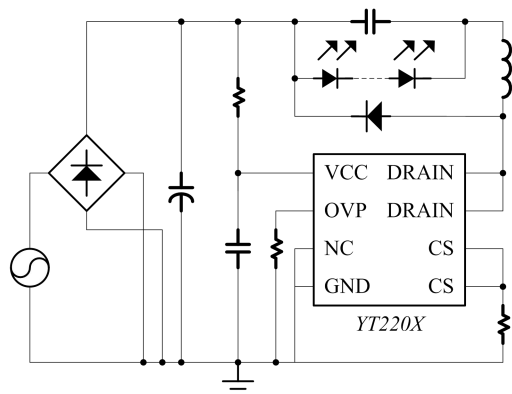 VCC DRAIN
OVP DRAIN
NC CS
GND CS
YT220X